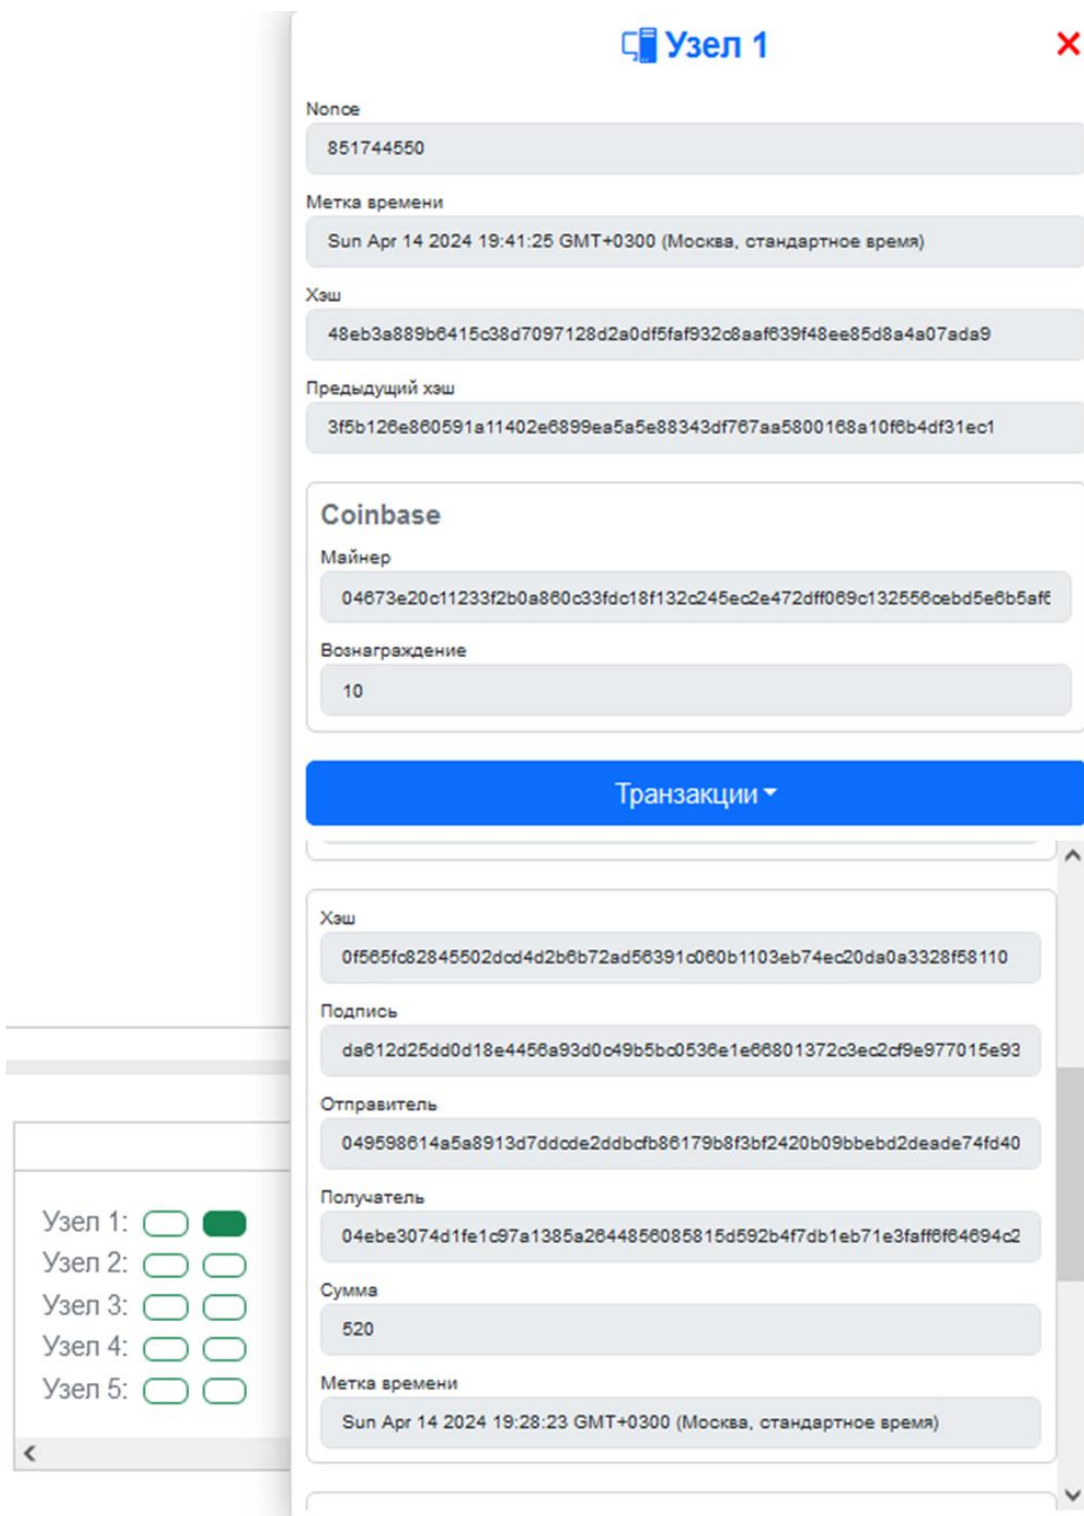 Узел 1
Nonce
851744550
Метка времени
Sun Apr 14 2024 19:41:25 GMT+0300 (Москва, стандартное время)
Хэш
48eb3a889b6415c38d7097128d2a0df5faf932c8aaf639f48ee85d8a4a07ada9
Предыдущий хэш
3f5b126e860591a11402e6899ea5a5e88343df767aa5800168a10f6b4df31ec1
Coinbase
Майнер
04673e20c11233f2b0a860c33fdc18f132c245ec2e472dff069c132556cebd5e6b5af6
Вознаграждение
10
Транзакции
Хэш
0f565fc82845502dcd4d2b6b72ad56391c060b1103eb74ec20da0a3328f58110
Подпись
da612d25dd0d18e4456a93d0c49b5bc0536e1e66801372c3ec2cf9e977015e93
Отправитель
049598614a5a8913d7ddcde2ddbcfb86179b8f3bf2420b09bbebd2deade74fd40
Получатель
04ebe3074d1fe1c97a1385a2644856085815d592b4f7db1eb71e3faff6f64694c2
Сумма
520
Метка времени
Sun Apr 14 2024 19:28:23 GMT+0300 (Москва, стандартное время)
Узел 1:
Узел 2:
Узел 3:
Узел 4:
Узел 5: